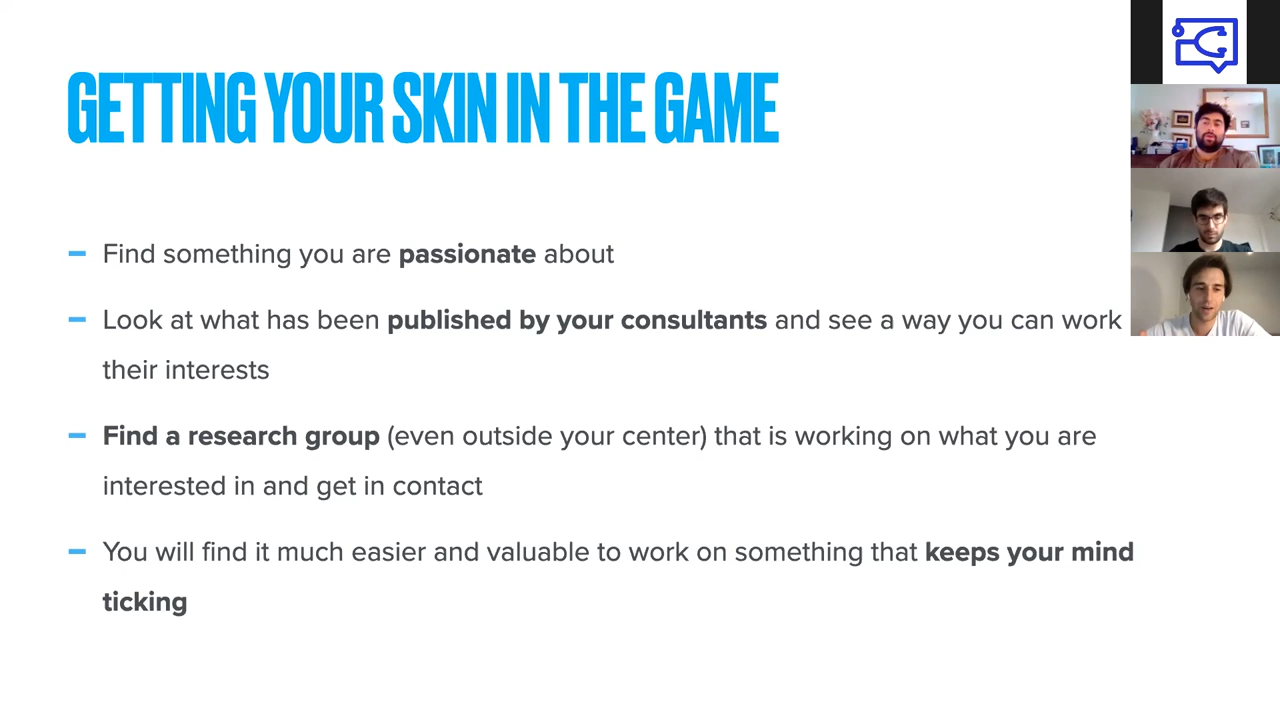 GETTING YOUR SKIN IN THE GAME
Find something you are passionate about
Look at what has been published by your consultants and see a way you can work
their interests
Find a research group (even outside your center) that is working on what you are
interested in and get in contact
You will find it much easier and valuable to work on something that keeps your mind
ticking